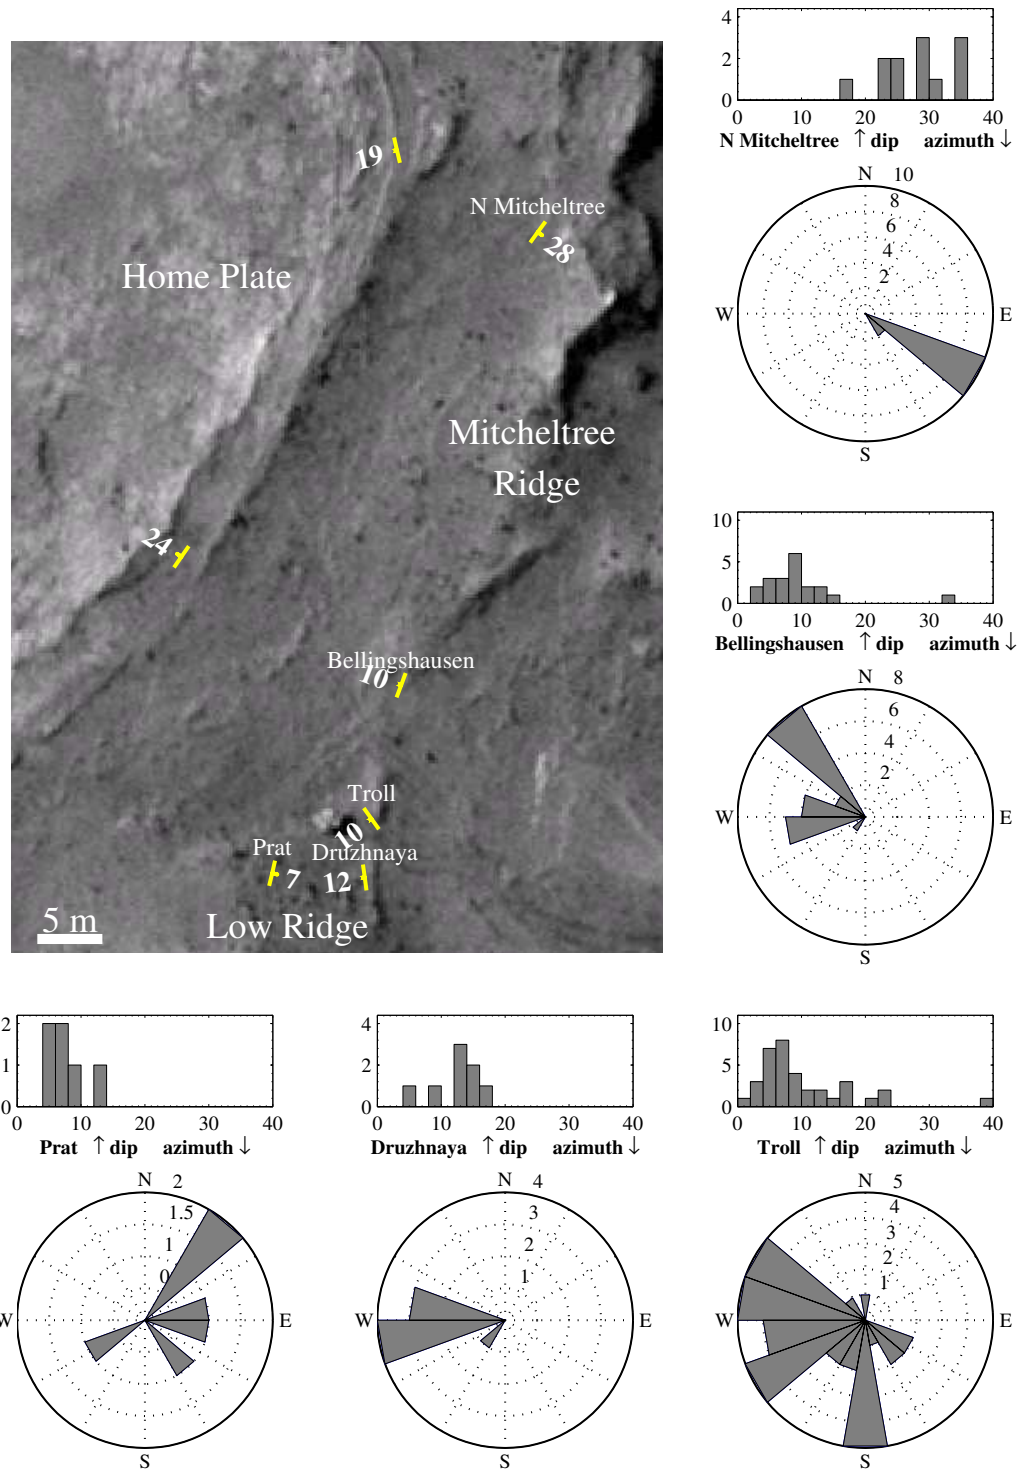 4
2
0
0 10 20 30 40
N Mitcheltree ↑ dip azimuth ↓
N 10
8
6
4
2
W E
S
19
N Mitcheltree
28
Home Plate
Mitcheltree
Ridge
24
Bellingshausen
10
Troll
10
Prat
7
Druzhnaya
12
Low Ridge
5 m
10
5
0
0 10 20 30 40
Bellingshausen ↑ dip azimuth ↓
N 8
6
4
2
W E
S
2
1
0
0 10 20 30 40
Prat ↑ dip azimuth ↓
N 2
1.5
1
0
W E
S
4
2
0
0 10 20 30 40
Druzhnaya ↑ dip azimuth ↓
N 4
3
2
1
W E
S
10
5
0
0 10 20 30 40
Troll ↑ dip azimuth ↓
N 5
4
3
2
1
W E
S